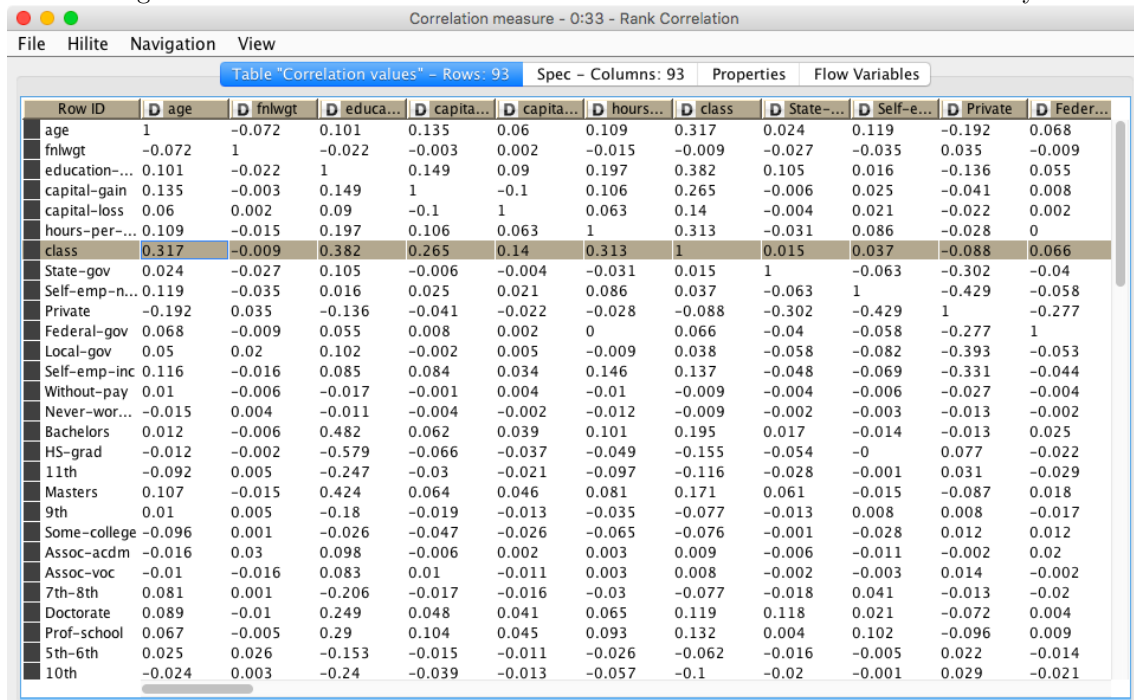 Correlation measure - 0:33 - Rank Correlation
File Hilite Navigation View
Table "Correlation values" - Rows: 93 Spec - Columns: 93 Properties Flow Variables
Row ID D age D fnlwgt D educa... D capita... D capita... D hours... D class D State-... D Self-e... D Private D Feder...
age 1 -0.072 0.101 0.135 0.06 0.109 0.317 0.024 0.119 -0.192 0.068
fnlwgt -0.072 1 -0.022 -0.003 0.002 -0.015 -0.009 -0.027 -0.035 0.035 -0.009
education-... 0.101 -0.022 1 0.149 0.09 0.197 0.382 0.105 0.016 -0.136 0.055
capital-gain 0.135 -0.003 0.149 1 -0.1 0.106 0.265 -0.006 0.025 -0.041 0.008
capital-loss 0.06 0.002 0.09 -0.1 1 0.063 0.14 -0.004 0.021 -0.022 0.002
hours-per-... 0.109 -0.015 0.197 0.106 0.063 1 0.313 -0.031 0.086 -0.028 0
class 0.317 -0.009 0.382 0.265 0.14 0.313 1 0.015 0.037 -0.088 0.066
State-gov 0.024 -0.027 0.105 -0.006 -0.004 -0.031 0.015 1 -0.063 -0.302 -0.04
Self-emp-n... 0.119 -0.035 0.016 0.025 0.021 0.086 0.037 -0.063 1 -0.429 -0.058
Private -0.192 0.035 -0.136 -0.041 -0.022 -0.028 -0.088 -0.302 -0.429 1 -0.277
Federal-gov 0.068 -0.009 0.055 0.008 0.002 0 0.066 -0.04 -0.058 -0.277 1
Local-gov 0.05 0.02 0.102 -0.002 0.005 -0.009 0.038 -0.058 -0.082 -0.393 -0.053
Self-emp-inc 0.116 -0.016 0.085 0.084 0.034 0.146 0.137 -0.048 -0.069 -0.331 -0.044
Without-pay 0.01 -0.006 -0.017 -0.001 0.004 -0.01 -0.009 -0.004 -0.006 -0.027 -0.004
Never-wor... -0.015 0.004 -0.011 -0.004 -0.002 -0.012 -0.009 -0.002 -0.003 -0.013 -0.002
Bachelors 0.012 -0.006 0.482 0.062 0.039 0.101 0.195 0.017 -0.014 -0.013 0.025
HS-grad -0.012 -0.002 -0.579 -0.066 -0.037 -0.049 -0.155 -0.054 -0 0.077 -0.022
11th -0.092 0.005 -0.247 -0.03 -0.021 -0.097 -0.116 -0.028 -0.001 0.031 -0.029
Masters 0.107 -0.015 0.424 0.064 0.046 0.081 0.171 0.061 -0.015 -0.087 0.018
9th 0.01 0.005 -0.18 -0.019 -0.013 -0.035 -0.077 -0.013 0.008 0.008 -0.017
Some-college -0.096 0.001 -0.026 -0.047 -0.026 -0.065 -0.076 -0.001 -0.028 0.012 0.012
Assoc-acdm -0.016 0.03 0.098 -0.006 0.002 0.003 0.009 -0.006 -0.011 -0.002 0.02
Assoc-voc -0.01 -0.016 0.083 0.01 -0.011 0.003 0.008 -0.002 -0.003 0.014 -0.002
7th-8th 0.081 0.001 -0.206 -0.017 -0.016 -0.03 -0.077 -0.018 0.041 -0.013 -0.02
Doctorate 0.089 -0.01 0.249 0.048 0.041 0.065 0.119 0.118 0.021 -0.072 0.004
Prof-school 0.067 -0.005 0.29 0.104 0.045 0.093 0.132 0.004 0.102 -0.096 0.009
5th-6th 0.025 0.026 -0.153 -0.015 -0.011 -0.026 -0.062 -0.016 -0.005 0.022 -0.014
10th -0.024 0.003 -0.24 -0.039 -0.013 -0.057 -0.1 -0.02 -0.001 0.029 -0.021